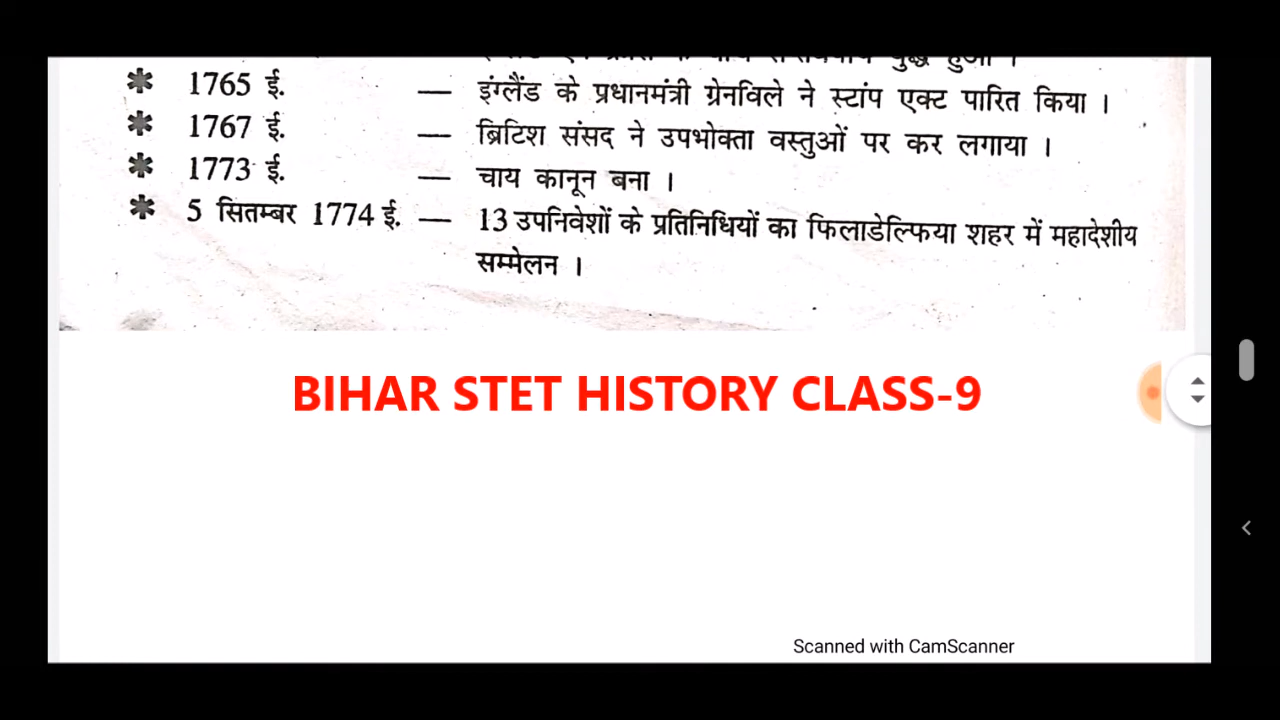 * 1765 ई. — इंग्लैंड के प्रधानमंत्री ग्रेनविले ने स्टांप एक्ट पारित किया ।
* 1767 ई. — ब्रिटिश संसद ने उपभोक्ता वस्तुओं पर कर लगाया ।
* 1773 ई. — चाय कानून बना ।
* 5 सितम्बर 1774 ई. — 13 उपनिवेशों के प्रतिनिधियों का फिलाडेल्फिया शहर में महादेशीय
सम्मेलन ।
BIHAR STET HISTORY CLASS-9
Scanned with CamScanner